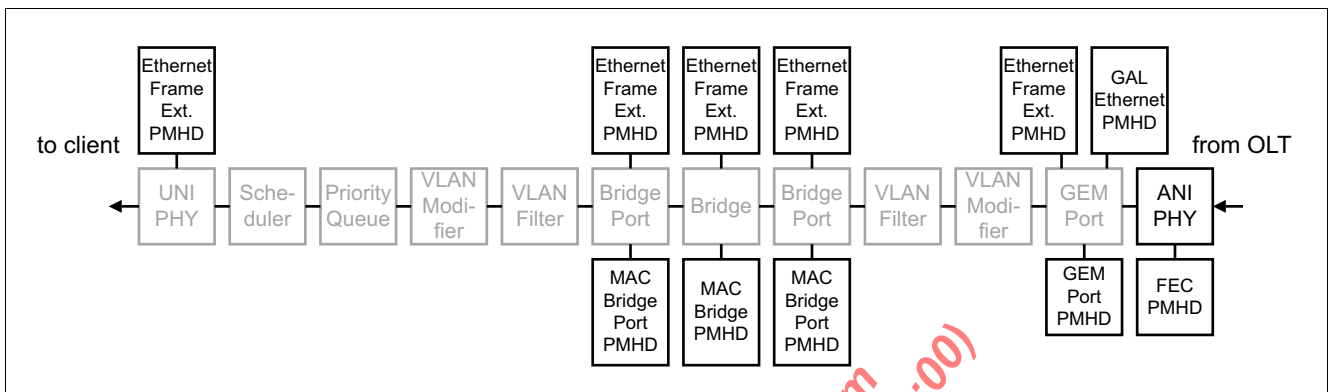 Ethernet
Frame
Ext.
PMHD
Ethernet
Frame
Ext.
PMHD
Ethernet
Frame
Ext.
PMHD
Ethernet
Frame
Ext.
PMHD
Ethernet
Frame
Ext.
PMHD
GAL
Ethernet
PMHD
to client
from OLT
UNI
PHY
Sche-
duler
Priority
Queue
VLAN
Modi-
fier
VLAN
Filter
Bridge
Port
Bridge
Bridge
Port
VLAN
Filter
VLAN
Modi-
fier
GEM
Port
ANI
PHY
MAC
Bridge
Port
PMHD
MAC
Bridge
PMHD
MAC
Bridge
Port
PMHD
GEM
Port
PMHD
FEC
PMHD